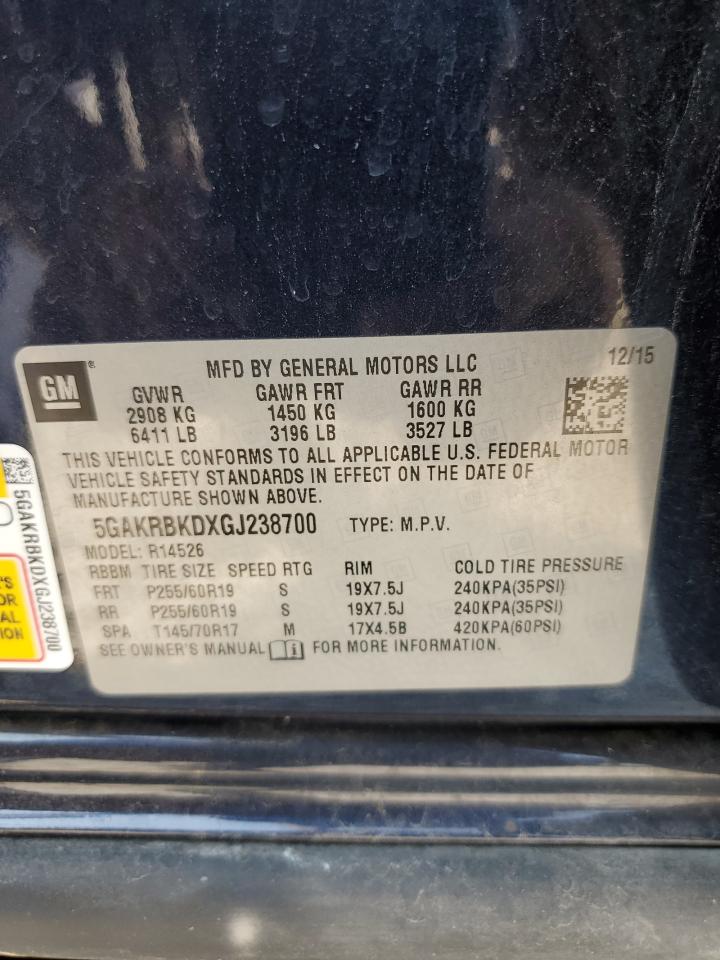 GM ®
MFD BY GENERAL MOTORS LLC
12/15
GVWR GAWR FRT GAWR RR
2908 KG 1450 KG 1600 KG
6411 LB 3196 LB 3527 LB
THIS VEHICLE CONFORMS TO ALL APPLICABLE U.S. FEDERAL MOTOR
VEHICLE SAFETY STANDARDS IN EFFECT ON THE DATE OF
MANUFACTURE SHOWN ABOVE.
5GAKRBKDXGJ238700 TYPE: M.P.V.
MODEL: R14526
RBBM TIRE SIZE SPEED RTG RIM COLD TIRE PRESSURE
FRT P255/60R19 S 19X7.5J 240KPA(35PSI)
RR P255/60R19 S 19X7.5J 240KPA(35PSI)
SPA T145/70R17 M 17X4.5B 420KPA(60PSI)
SEE OWNER'S MANUAL i FOR MORE INFORMATION.
5GAKRBKDXGJ238700